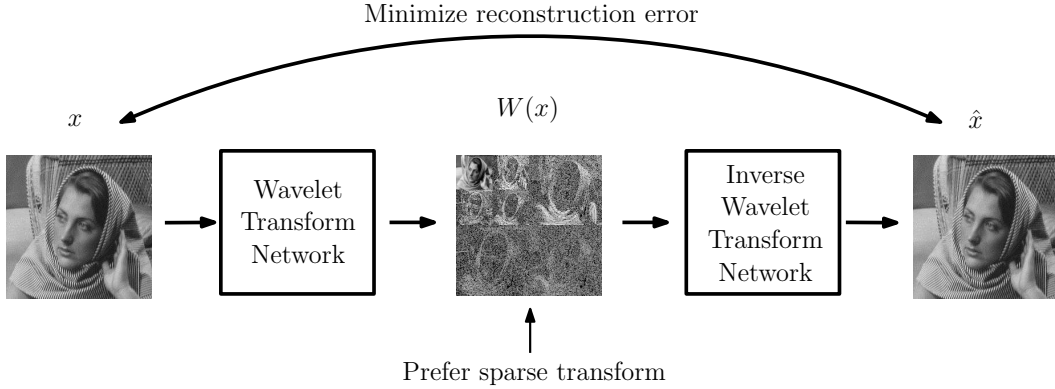 Minimize reconstruction error
x
W(x)
x̂
Wavelet
Transform
Network
Inverse
Wavelet
Transform
Network
Prefer sparse transform